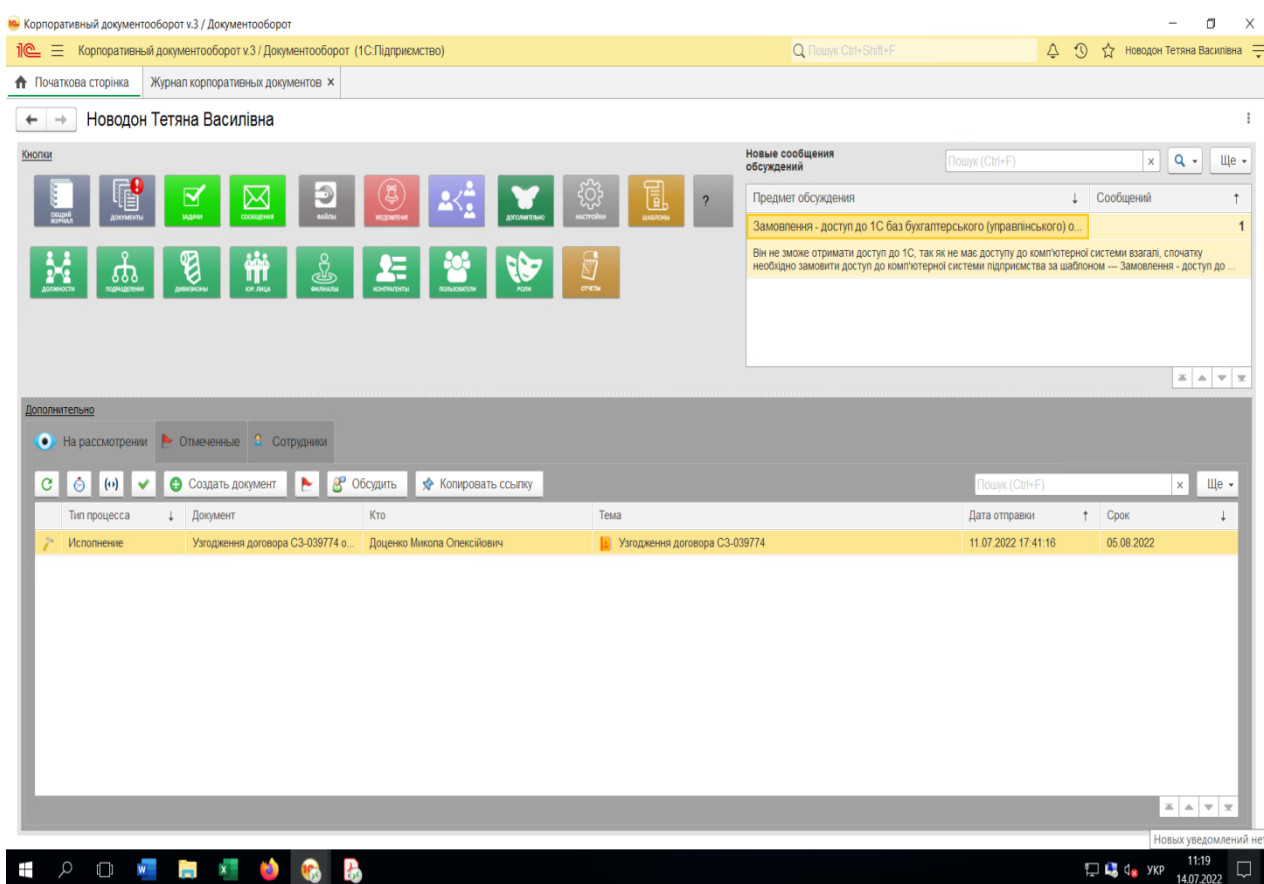 Корпоративный документооборот v.3 / Документооборот
Корпоративный документооборот v.3 / Документооборот (1С:Підприємство)
Пошук Ctrl+Shift+F
Новодон Тетяна Василівна
Початкова сторінка
Журнал корпоративных документов ×
Новодон Тетяна Василівна
Кнопки
ОБЩИЙ ЖУРНАЛ
ДОКУМЕНТЫ
ЗАДАЧИ
СООБЩЕНИЯ
ФАЙЛЫ
УВЕДОМЛЕНИЕ
ДОПОЛНИТЕЛЬНО
НАСТРОЙКИ
ШАБЛОНЫ
?
ДОЛЖНОСТИ
ПОДРАЗДЕЛЕНИЯ
ДИВИЗИОНЫ
ЮР. ЛИЦА
ФИЛИАЛЫ
КОНТРАГЕНТЫ
ПОЛЬЗОВАТЕЛИ
РОЛИ
ОТЧЕТЫ
Новые сообщения
обсуждений
Пошук (Ctrl+F)
×
Ще
Предмет обсуждения ↓ Сообщений ↑
Замовлення - доступ до 1С баз бухгалтерського (управлінського) о... 1
Він не зможе отримати доступ до 1С, так як не має доступу до комп'ютерної системи взагалі, спочатку
необхідно замовити доступ до комп'ютерної системи підприємства за шаблоном --- Замовлення - доступ до ...
Дополнительно
На рассмотрении
Отмеченные
Сотрудники
Создать документ
Обсудить
Копировать ссылку
Пошук (Ctrl+F)
×
Ще
Тип процесса ↓ Документ Кто Тема Дата отправки ↑ Срок ↓
Исполнение Узгодження договора СЗ-039774 о... Доценко Микола Олексійович Узгодження договора СЗ-039774 11.07.2022 17:41:16 05.08.2022
Новых уведомлений нет
УКР
11:19
14.07.2022